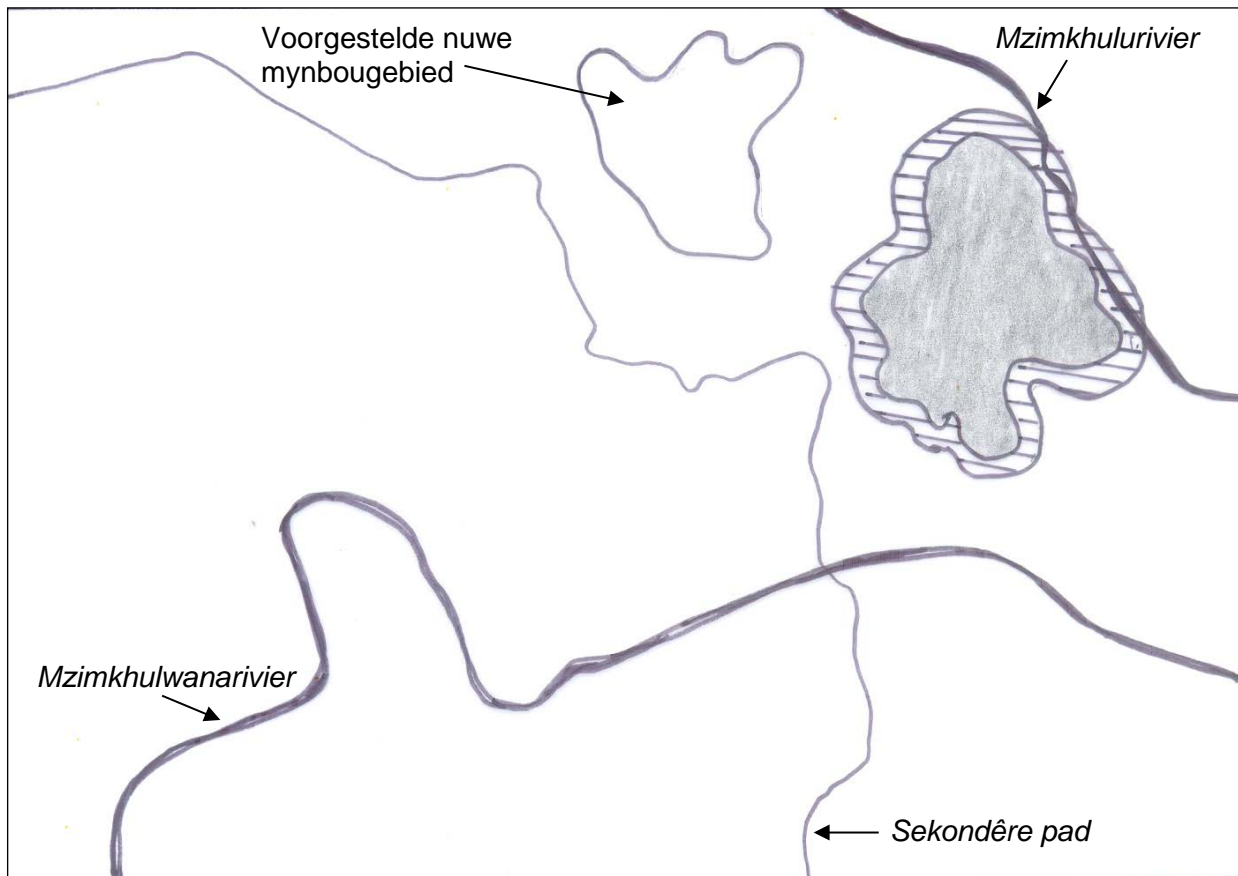 Voorgestelde nuwe
mynbougebied
Mzimkhulurivier
Mzimkhulwanarivier
Sekondêre pad